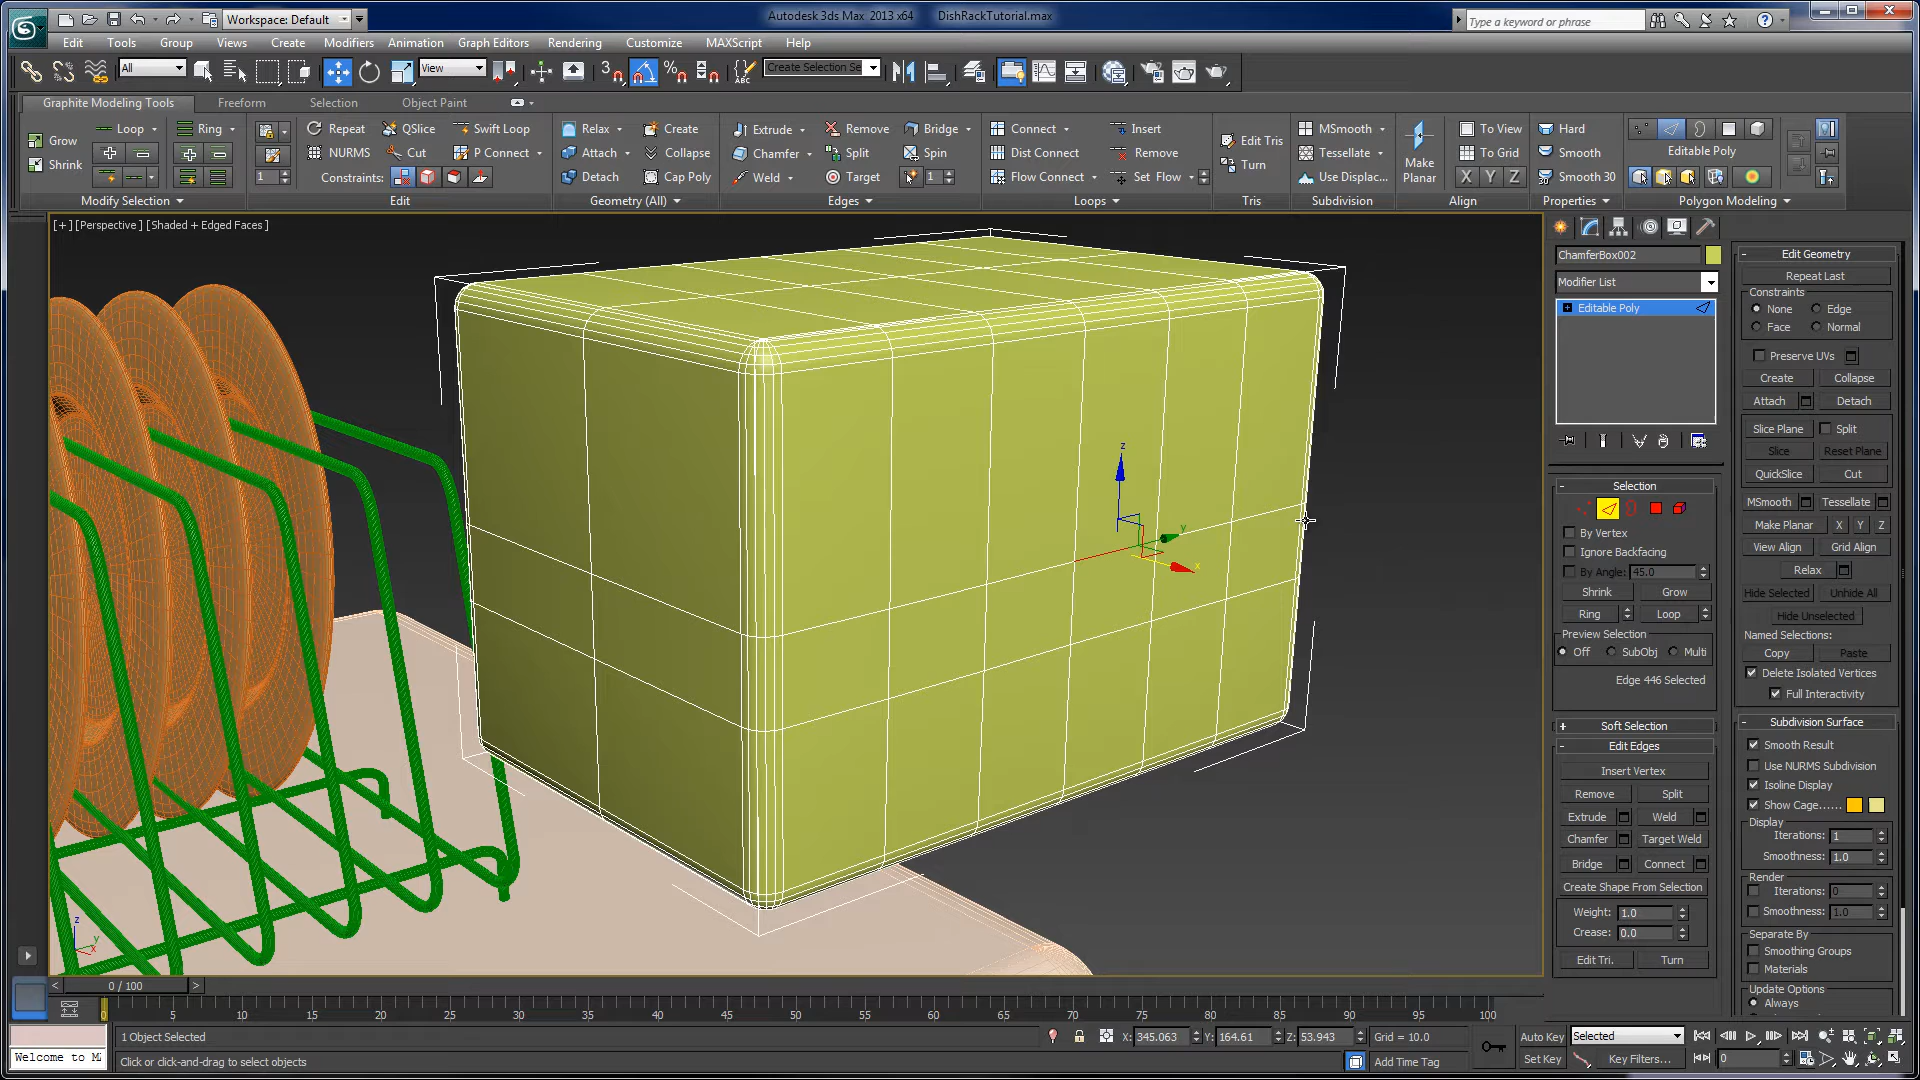 Workspace: Default
Autodesk 3ds Max  2013 x64    DishRackTutorial.max
Type a keyword or phrase
Edit Tools Group Views Create Modifiers Animation Graph Editors Rendering Customize MAXScript Help
All View 3 ABC Create Selection Se
Graphite Modeling Tools Freeform Selection Object Paint
Grow Loop Ring Repeat QSlice Swift Loop Relax Create Extrude Remove Bridge Connect Insert Edit Tris MSmooth To View Hard
Shrink NURMS Cut P Connect Attach Collapse Chamfer Split Spin Dist Connect Remove Turn Tessellate Make Planar To Grid Smooth Editable Poly
1 Constraints: Detach Cap Poly Weld Target 1 Flow Connect Set Flow Use Displac... X Y Z Smooth 30
Modify Selection Edit Geometry (All) Edges Loops Tris Subdivision Align Properties Polygon Modeling
[+] [Perspective ] [Shaded + Edged Faces ]
z
y
x
z
y
x
ChamferBox002
Modifier List
Editable Poly
- Selection
By Vertex
Ignore Backfacing
By Angle: 45.0
Shrink Grow
Ring Loop
Preview Selection
Off SubObj Multi
Edge 446 Selected
+ Soft Selection
- Edit Edges
Insert Vertex
Remove Split
Extrude Weld
Chamfer Target Weld
Bridge Connect
Create Shape From Selection
Weight: 1.0
Crease: 0.0
Edit Tri. Turn
- Edit Geometry
Repeat Last
Constraints
None Edge
Face Normal
Preserve UVs
Create Collapse
Attach Detach
Slice Plane Split
Slice Reset Plane
QuickSlice Cut
MSmooth Tessellate
Make Planar X Y Z
View Align Grid Align
Relax
Hide Selected Unhide All
Hide Unselected
Named Selections:
Copy Paste
Delete Isolated Vertices
Full Interactivity
- Subdivision Surface
Smooth Result
Use NURMS Subdivision
Isoline Display
Show Cage......
Display
Iterations: 1
Smoothness: 1.0
Render
Iterations: 0
Smoothness: 1.0
Separate By
Smoothing Groups
Materials
Update Options
Always
< 0 / 100 >
0 5 10 15 20 25 30 35 40 45 50 55 60 65 70 75 80 85 90 95 100
1 Object Selected X: 345.063 Y: 164.61 Z: 53.943 Grid = 10.0 Auto Key Selected
Welcome to M Click or click-and-drag to select objects Add Time Tag Set Key Key Filters... 0